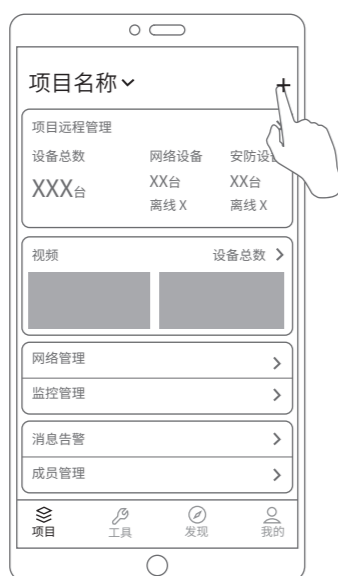 项目名称
+
项目远程管理
设备总数 网络设备 安防设备
XXX台 XX台 XX台
离线 X 离线 X
视频 设备总数
网络管理
监控管理
消息告警
成员管理
项目 工具 发现 我的